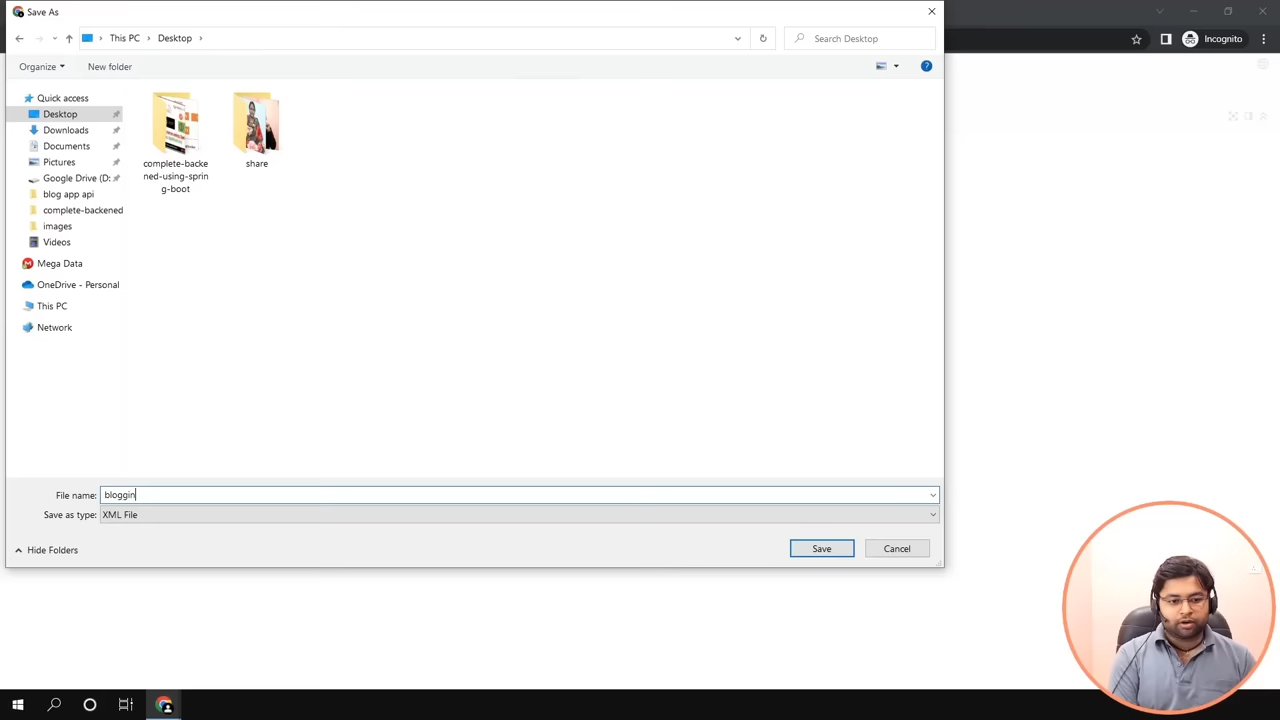 Save As
This PC
Desktop
Search Desktop
Organize
New folder
Incognito
Quick access
Desktop
Downloads
Documents
Pictures
Google Drive (D:
blog app api
complete-backened
images
Videos
Mega Data
OneDrive - Personal
This PC
Network
complete-backe
ned-using-sprin
g-boot
share
File name:
bloggin
Save as type:
XML File
Hide Folders
Save
Cancel